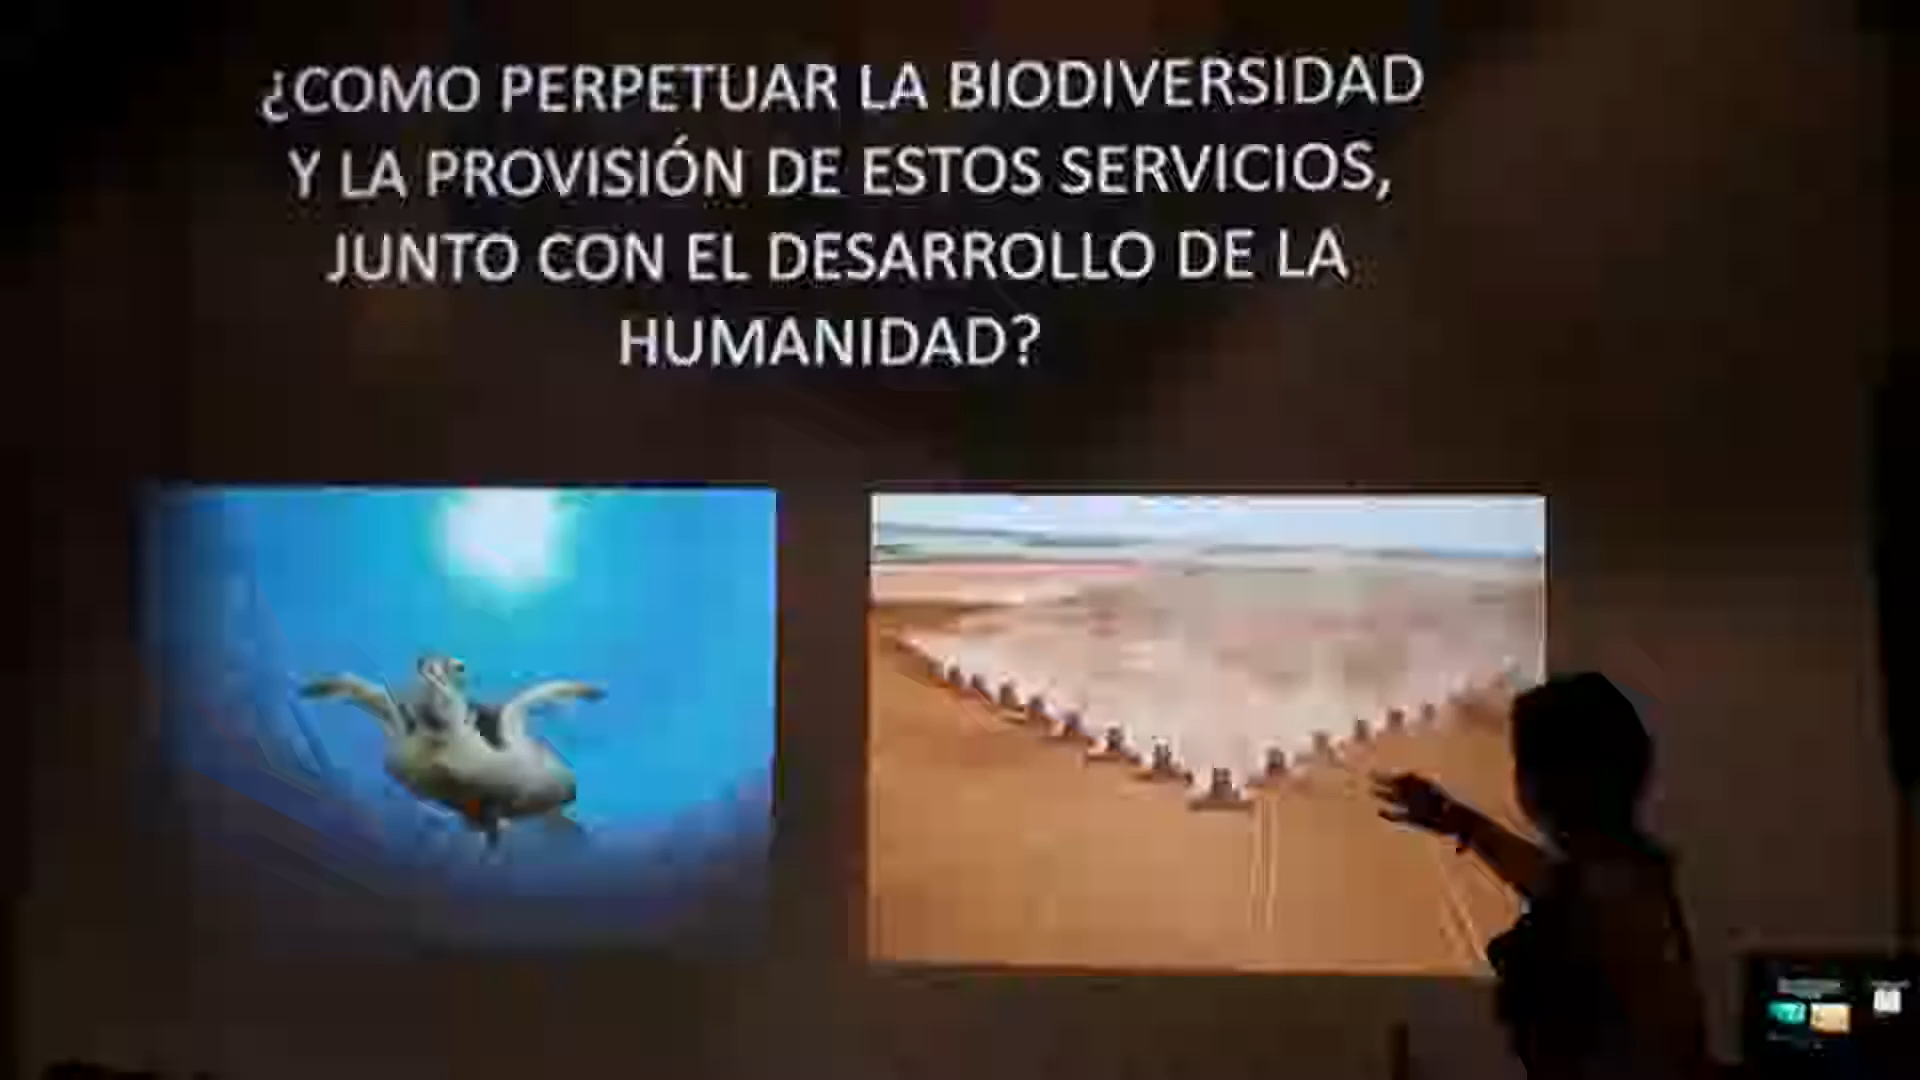 ¿COMO PERPETUAR LA BIODIVERSIDAD
Y LA PROVISIÓN DE ESTOS SERVICIOS,
JUNTO CON EL DESARROLLO DE LA
HUMANIDAD?